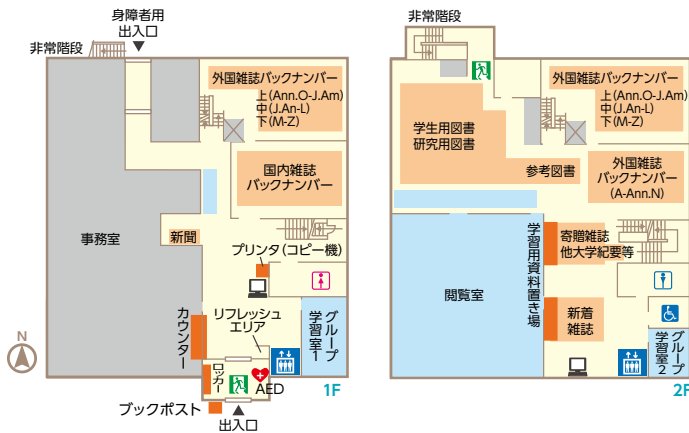 身障者用
出入口
非常階段
外国雑誌バックナンバー
上(Ann.O-J.Am)
中(J.An-L)
下(M-Z)
国内雑誌
バックナンバー
事務室
新聞
プリンタ(コピー機)
カウンター
リフレッシュ
エリア
グループ
学習室1
ロッカー
AED
1F
ブックポスト
出入口
N
非常階段
外国雑誌バックナンバー
上(Ann.O-J.Am)
中(J.An-L)
下(M-Z)
学生用図書
研究用図書
参考図書
外国雑誌
バックナンバー
(A-Ann.N)
学習用資料置き場
寄贈雑誌
他大学紀要等
閲覧室
新着
雑誌
グループ
学習室2
2F